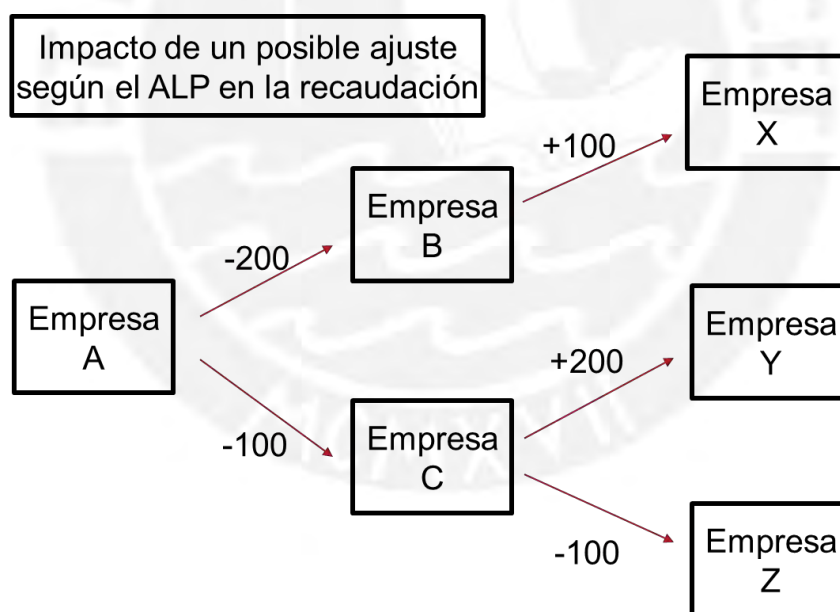 Impacto de un posible ajuste
según el ALP en la recaudación
Empresa
X
+100
Empresa
B
-200
Empresa
A
Empresa
Y
+200
-100
Empresa
C
Empresa
Z
-100